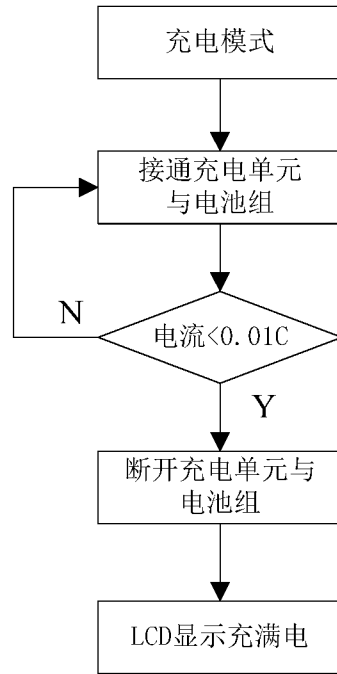 充电模式
接通充电单元
与电池组
电流<0.01C
N
Y
断开充电单元与
电池组
LCD显示充满电